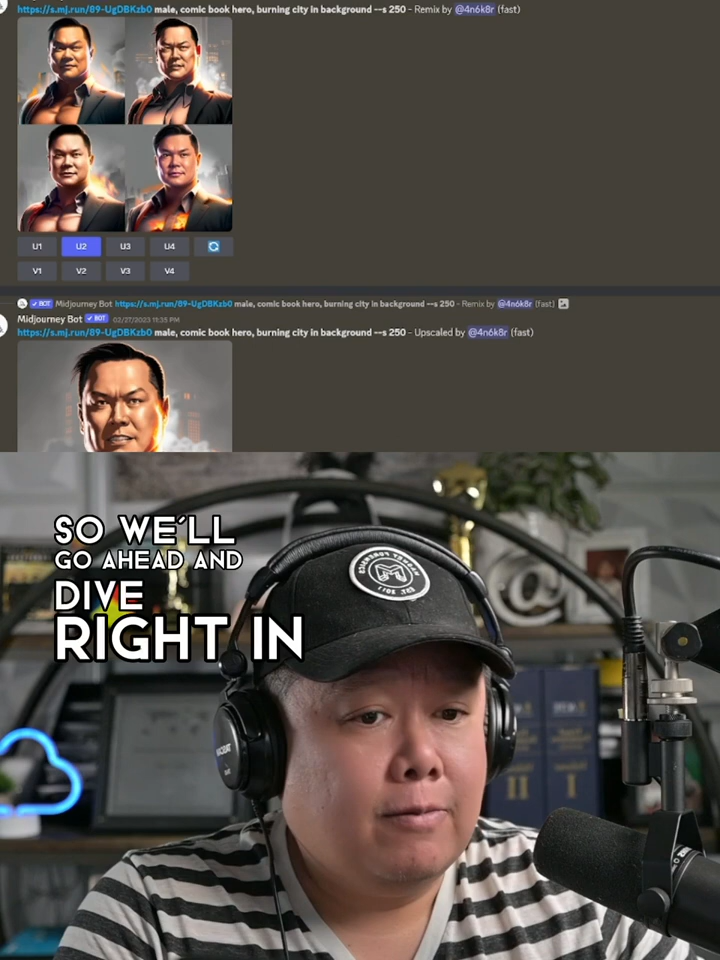 https://s.mj.run/89-UgDBKzb0 male, comic book hero, burning city in background --s 250 - Remix by @4n6k8r (fast)
U1 U2 U3 U4
V1 V2 V3 V4
BOT Midjourney Bot https://s.mj.run/89-UgDBKzb0 male, comic book hero, burning city in background --s 250 - Remix by @4n6k8r (fast)
Midjourney Bot BOT 02/27/2023 11:35 PM
https://s.mj.run/89-UgDBKzb0 male, comic book hero, burning city in background --s 250 - Upscaled by @4n6k8r (fast)
SO WE'LL
GO AHEAD AND
DIVE
RIGHT IN
@
II
I